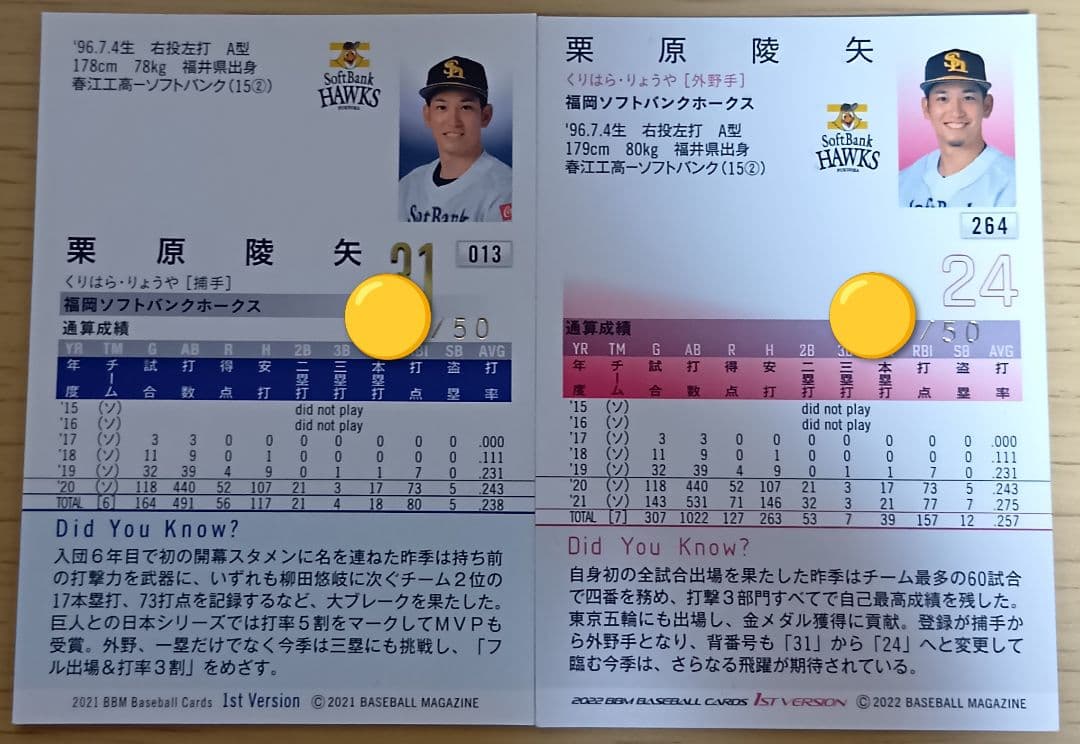 '96.7.4生 右投左打 A型
178cm 78kg 福井県出身
春江工高ーソフトバンク(15②)
SoftBank
HAWKS
FUKUOKA
SoftBank
栗原陵矢
31
013
くりはら・りょうや [捕手]
福岡ソフトバンクホークス
通算成績
/50
YR TM G AB R H 2B 3B RBI SB AVG
年度 チーム 試合 打数 得点 安打 二塁打 三塁打 本塁打 打点 盗塁 打率
'15 (ソ) did not play
'16 (ソ) did not play
'17 (ソ) 3 3 0 0 0 0 0 0 0 .000
'18 (ソ) 11 9 0 1 0 0 0 0 0 .111
'19 (ソ) 32 39 4 9 0 1 1 7 0 .231
'20 (ソ) 118 440 52 107 21 3 17 73 5 .243
TOTAL [6] 164 491 56 117 21 4 18 80 5 .238
Did You Know?
入団6年目で初の開幕スタメンに名を連ねた昨季は持ち前
の打撃力を武器に、いずれも柳田悠岐に次ぐチーム2位の
17本塁打、73打点を記録するなど、大ブレークを果たした。
巨人との日本シリーズでは打率5割をマークしてMVPも
受賞。外野、一塁だけでなく今季は三塁にも挑戦し、「フ
ル出場&打率3割」をめざす。
2021 BBM Baseball Cards 1st Version ©2021 BASEBALL MAGAZINE
栗原陵矢
くりはら・りょうや [外野手]
福岡ソフトバンクホークス
'96.7.4生 右投左打 A型
179cm 80kg 福井県出身
春江工高ーソフトバンク(15②)
SoftBank
HAWKS
FUKUOKA
264
24
通算成績
/50
YR TM G AB R H 2B 3B RBI SB AVG
年度 チーム 試合 打数 得点 安打 二塁打 三塁打 本塁打 打点 盗塁 打率
'15 (ソ) did not play
'16 (ソ) did not play
'17 (ソ) 3 3 0 0 0 0 0 0 0 .000
'18 (ソ) 11 9 0 1 0 0 0 0 0 .111
'19 (ソ) 32 39 4 9 0 1 1 7 0 .231
'20 (ソ) 118 440 52 107 21 3 17 73 5 .243
'21 (ソ) 143 531 71 146 32 3 21 77 7 .275
TOTAL [7] 307 1022 127 263 53 7 39 157 12 .257
Did You Know?
自身初の全試合出場を果たした昨季はチーム最多の60試合
で四番を務め、打撃3部門すべてで自己最高成績を残した。
東京五輪にも出場し、金メダル獲得に貢献。登録が捕手か
ら外野手となり、背番号も「31」から「24」へと変更して
臨む今季は、さらなる飛躍が期待されている。
2022 BBM BASEBALL CARDS 1ST VERSION ©2022 BASEBALL MAGAZINE